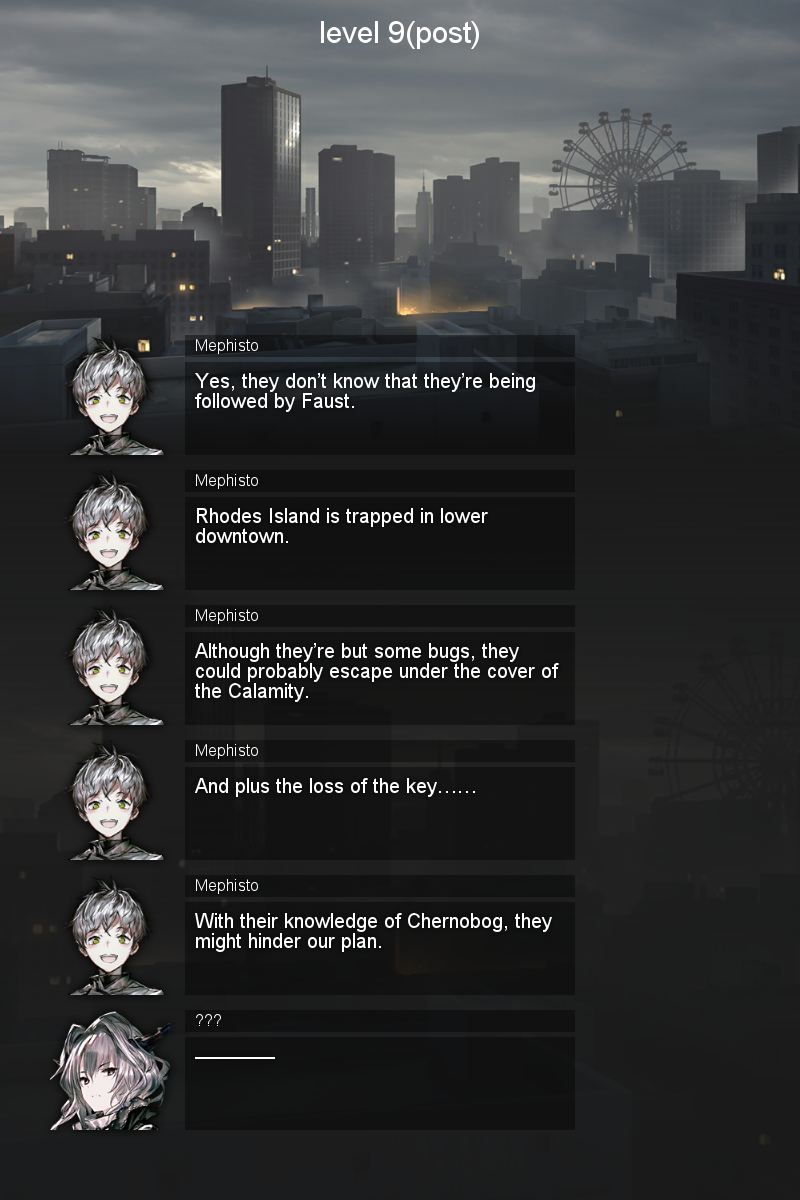 level 9(post)
Mephisto
Yes, they don’t know that they’re being
followed by Faust.
Mephisto
Rhodes Island is trapped in lower
downtown.
Mephisto
Although they’re but some bugs, they
could probably escape under the cover of
the Calamity.
Mephisto
And plus the loss of the key……
Mephisto
With their knowledge of Chernobog, they
might hinder our plan.
???
————